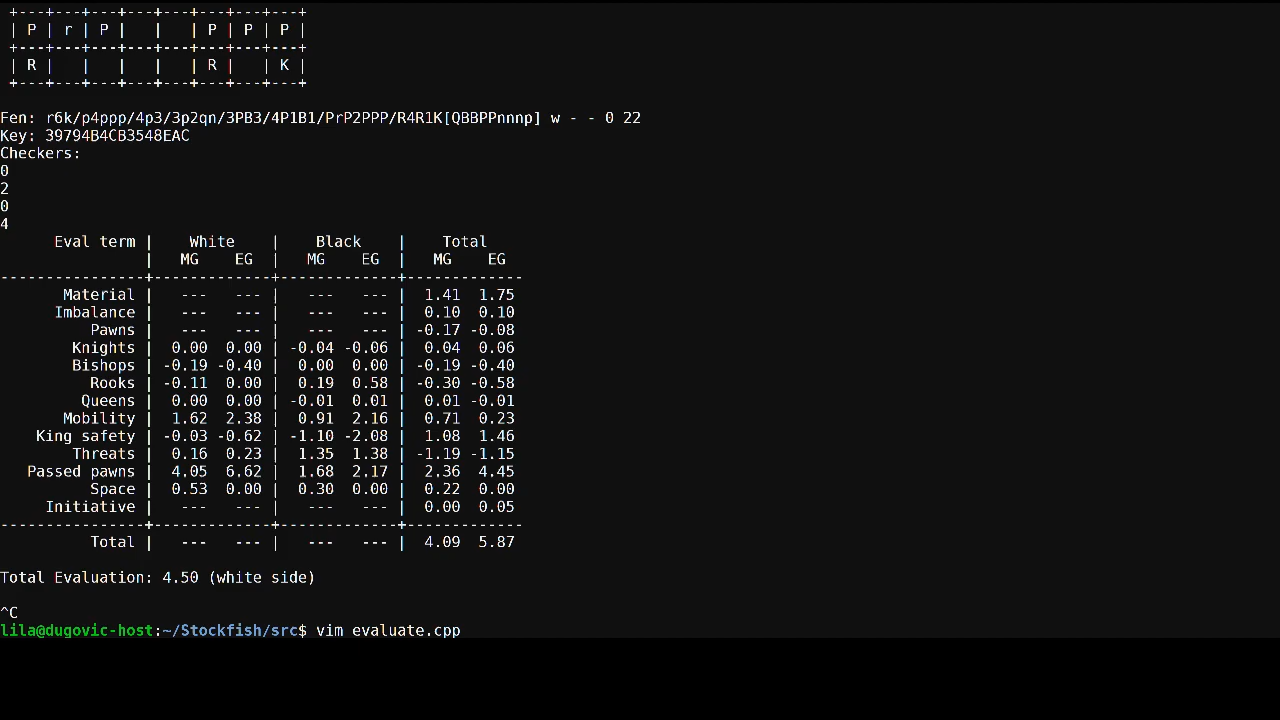 +---+---+---+---+---+---+---+---+
| P | r | P |   |   | P | P | P |
+---+---+---+---+---+---+---+---+
| R |   |   |   |   | R |   | K |
+---+---+---+---+---+---+---+---+
Fen: r6k/p4ppp/4p3/3p2qn/3PB3/4P1B1/PrP2PPP/R4R1K[QBBPPnnnp] w - - 0 22
Key: 39794B4CB3548EAC
Checkers:
0
2
0
4
      Eval term |    White    |    Black    |    Total
                |   MG    EG  |   MG    EG  |   MG    EG
----------------+-------------+-------------+-------------
       Material |   ---   --- |   ---   --- |  1.41  1.75
      Imbalance |   ---   --- |   ---   --- |  0.10  0.10
          Pawns |   ---   --- |   ---   --- | -0.17 -0.08
        Knights |  0.00  0.00 | -0.04 -0.06 |  0.04  0.06
        Bishops | -0.19 -0.40 |  0.00  0.00 | -0.19 -0.40
          Rooks | -0.11  0.00 |  0.19  0.58 | -0.30 -0.58
         Queens |  0.00  0.00 | -0.01  0.01 |  0.01 -0.01
       Mobility |  1.62  2.38 |  0.91  2.16 |  0.71  0.23
    King safety | -0.03 -0.62 | -1.10 -2.08 |  1.08  1.46
        Threats |  0.16  0.23 |  1.35  1.38 | -1.19 -1.15
   Passed pawns |  4.05  6.62 |  1.68  2.17 |  2.36  4.45
          Space |  0.53  0.00 |  0.30  0.00 |  0.22  0.00
     Initiative |   ---   --- |   ---   --- |  0.00  0.05
----------------+-------------+-------------+-------------
          Total |   ---   --- |   ---   --- |  4.09  5.87
Total Evaluation: 4.50 (white side)
^C
lila@dugovic-host:~/Stockfish/src$ vim evaluate.cpp